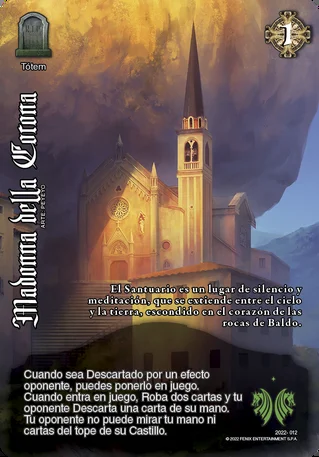 R.I.P.
Tótem
1
Madonna della Corona
ARTE: PETEYO
El Santuario es un lugar de silencio y
meditación, que se extiende entre el cielo
y la tierra, escondido en el corazón de las
rocas de Baldo.
Cuando sea Descartado por un efecto
oponente, puedes ponerlo en juego.
Cuando entra en juego, Roba dos cartas y tu
oponente Descarta una carta de su mano.
Tu oponente no puede mirar tu mano ni
cartas del tope de su Castillo.
2022- 012
© 2022 FENIX ENTERTAINMENT S.P.A.